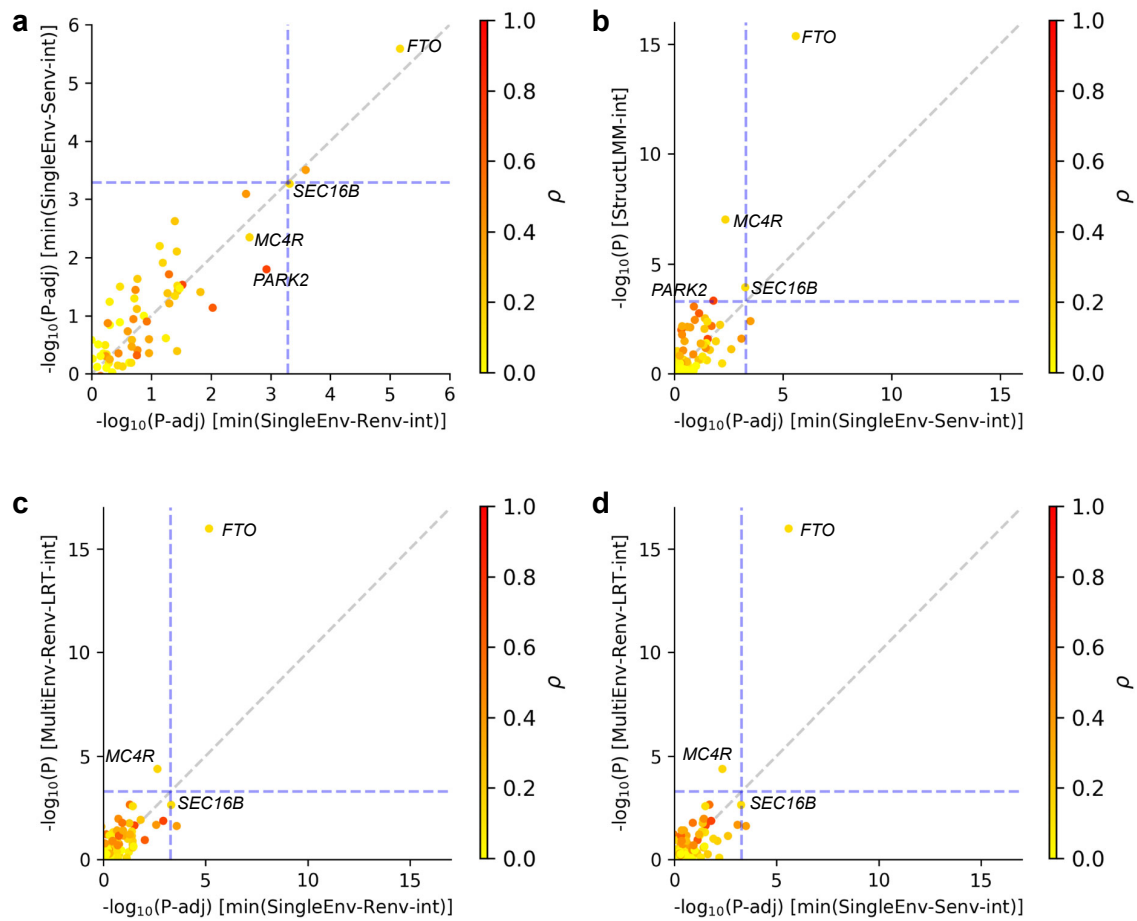 a
-log10(P-adj) [min(SingleEnv-Senv-int)]
6
5
4
3
2
1
0
FTO
SEC16B
MC4R
PARK2
0 1 2 3 4 5 6
-log10(P-adj) [min(SingleEnv-Renv-int)]
1.0
0.8
0.6
0.4
0.2
0.0
ρ
b
-log10(P) [StructLMM-int]
15
10
5
0
FTO
MC4R
PARK2
SEC16B
0 5 10 15
-log10(P-adj) [min(SingleEnv-Senv-int)]
1.0
0.8
0.6
0.4
0.2
0.0
ρ
c
-log10(P) [MultiEnv-Renv-LRT-int]
15
10
5
0
FTO
MC4R
SEC16B
0 5 10 15
-log10(P-adj) [min(SingleEnv-Renv-int)]
1.0
0.8
0.6
0.4
0.2
0.0
ρ
d
-log10(P) [MultiEnv-Renv-LRT-int]
15
10
5
0
FTO
MC4R
SEC16B
0 5 10 15
-log10(P-adj) [min(SingleEnv-Senv-int)]
1.0
0.8
0.6
0.4
0.2
0.0
ρ